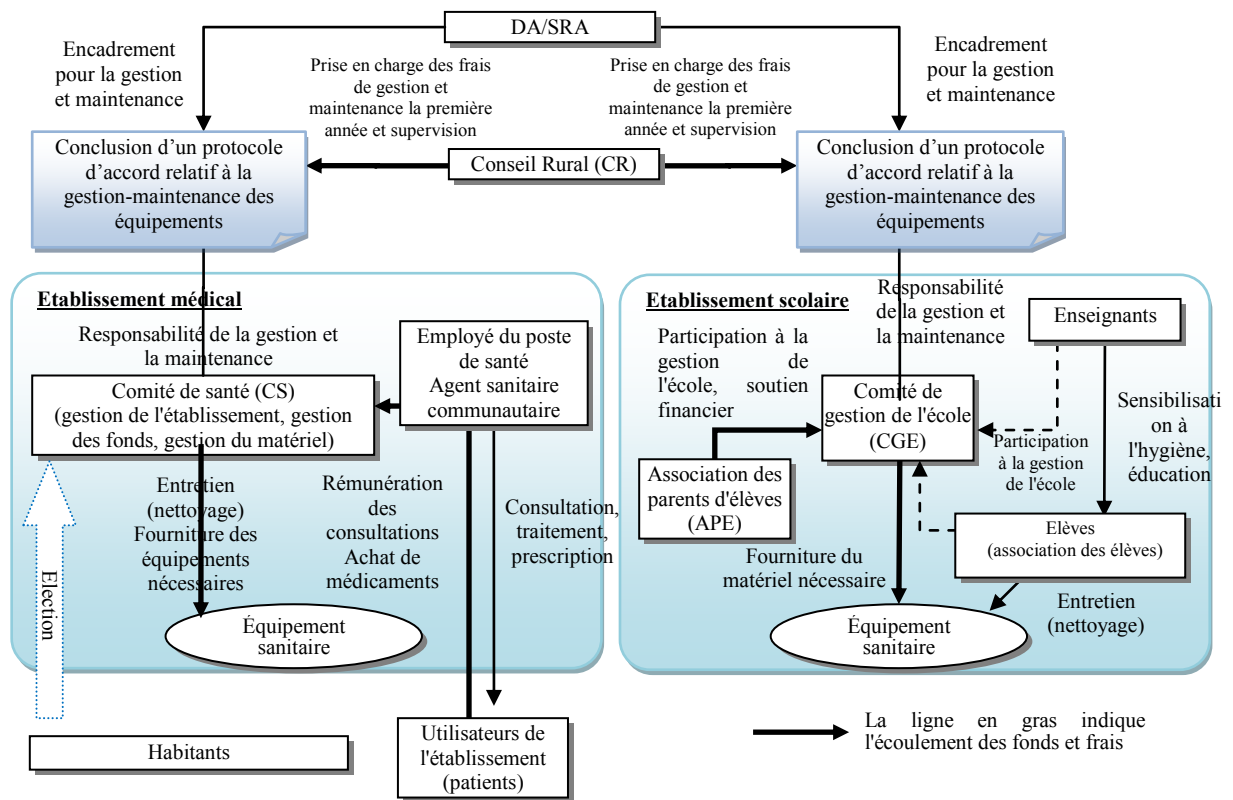 DA/SRA
Encadrement
pour la gestion
et maintenance
Prise en charge des frais
de gestion et
maintenance la première
année et supervision
Prise en charge des frais
de gestion et
maintenance la première
année et supervision
Encadrement
pour la gestion
et maintenance
Conclusion d'un protocole
d'accord relatif à la
gestion-maintenance des
équipements
Conseil Rural (CR)
Conclusion d'un protocole
d'accord relatif à la
gestion-maintenance des
équipements
Etablissement médical
Responsabilité de la gestion et
la maintenance
Employé du poste
de santé
Agent sanitaire
communautaire
Comité de santé (CS)
(gestion de l'établissement, gestion
des fonds, gestion du matériel)
Entretien
(nettoyage)
Fourniture des
équipements
nécessaires
Rémunération
des
consultations
Achat de
médicaments
Consultation,
traitement,
prescription
Election
Équipement
sanitaire
Habitants
Utilisateurs de
l'établissement
(patients)
Etablissement scolaire
Responsabilité
de la gestion et
la maintenance
Enseignants
Participation à la
gestion de
l'école, soutien
financier
Comité de
gestion de l'école
(CGE)
Sensibilisati
on à
l'hygiène,
éducation
Participation
à la gestion
de l'école
Association des
parents d'élèves
(APE)
Elèves
(association des élèves)
Fourniture du
matériel nécessaire
Entretien
(nettoyage)
Équipement
sanitaire
La ligne en gras indique
l'écoulement des fonds et frais